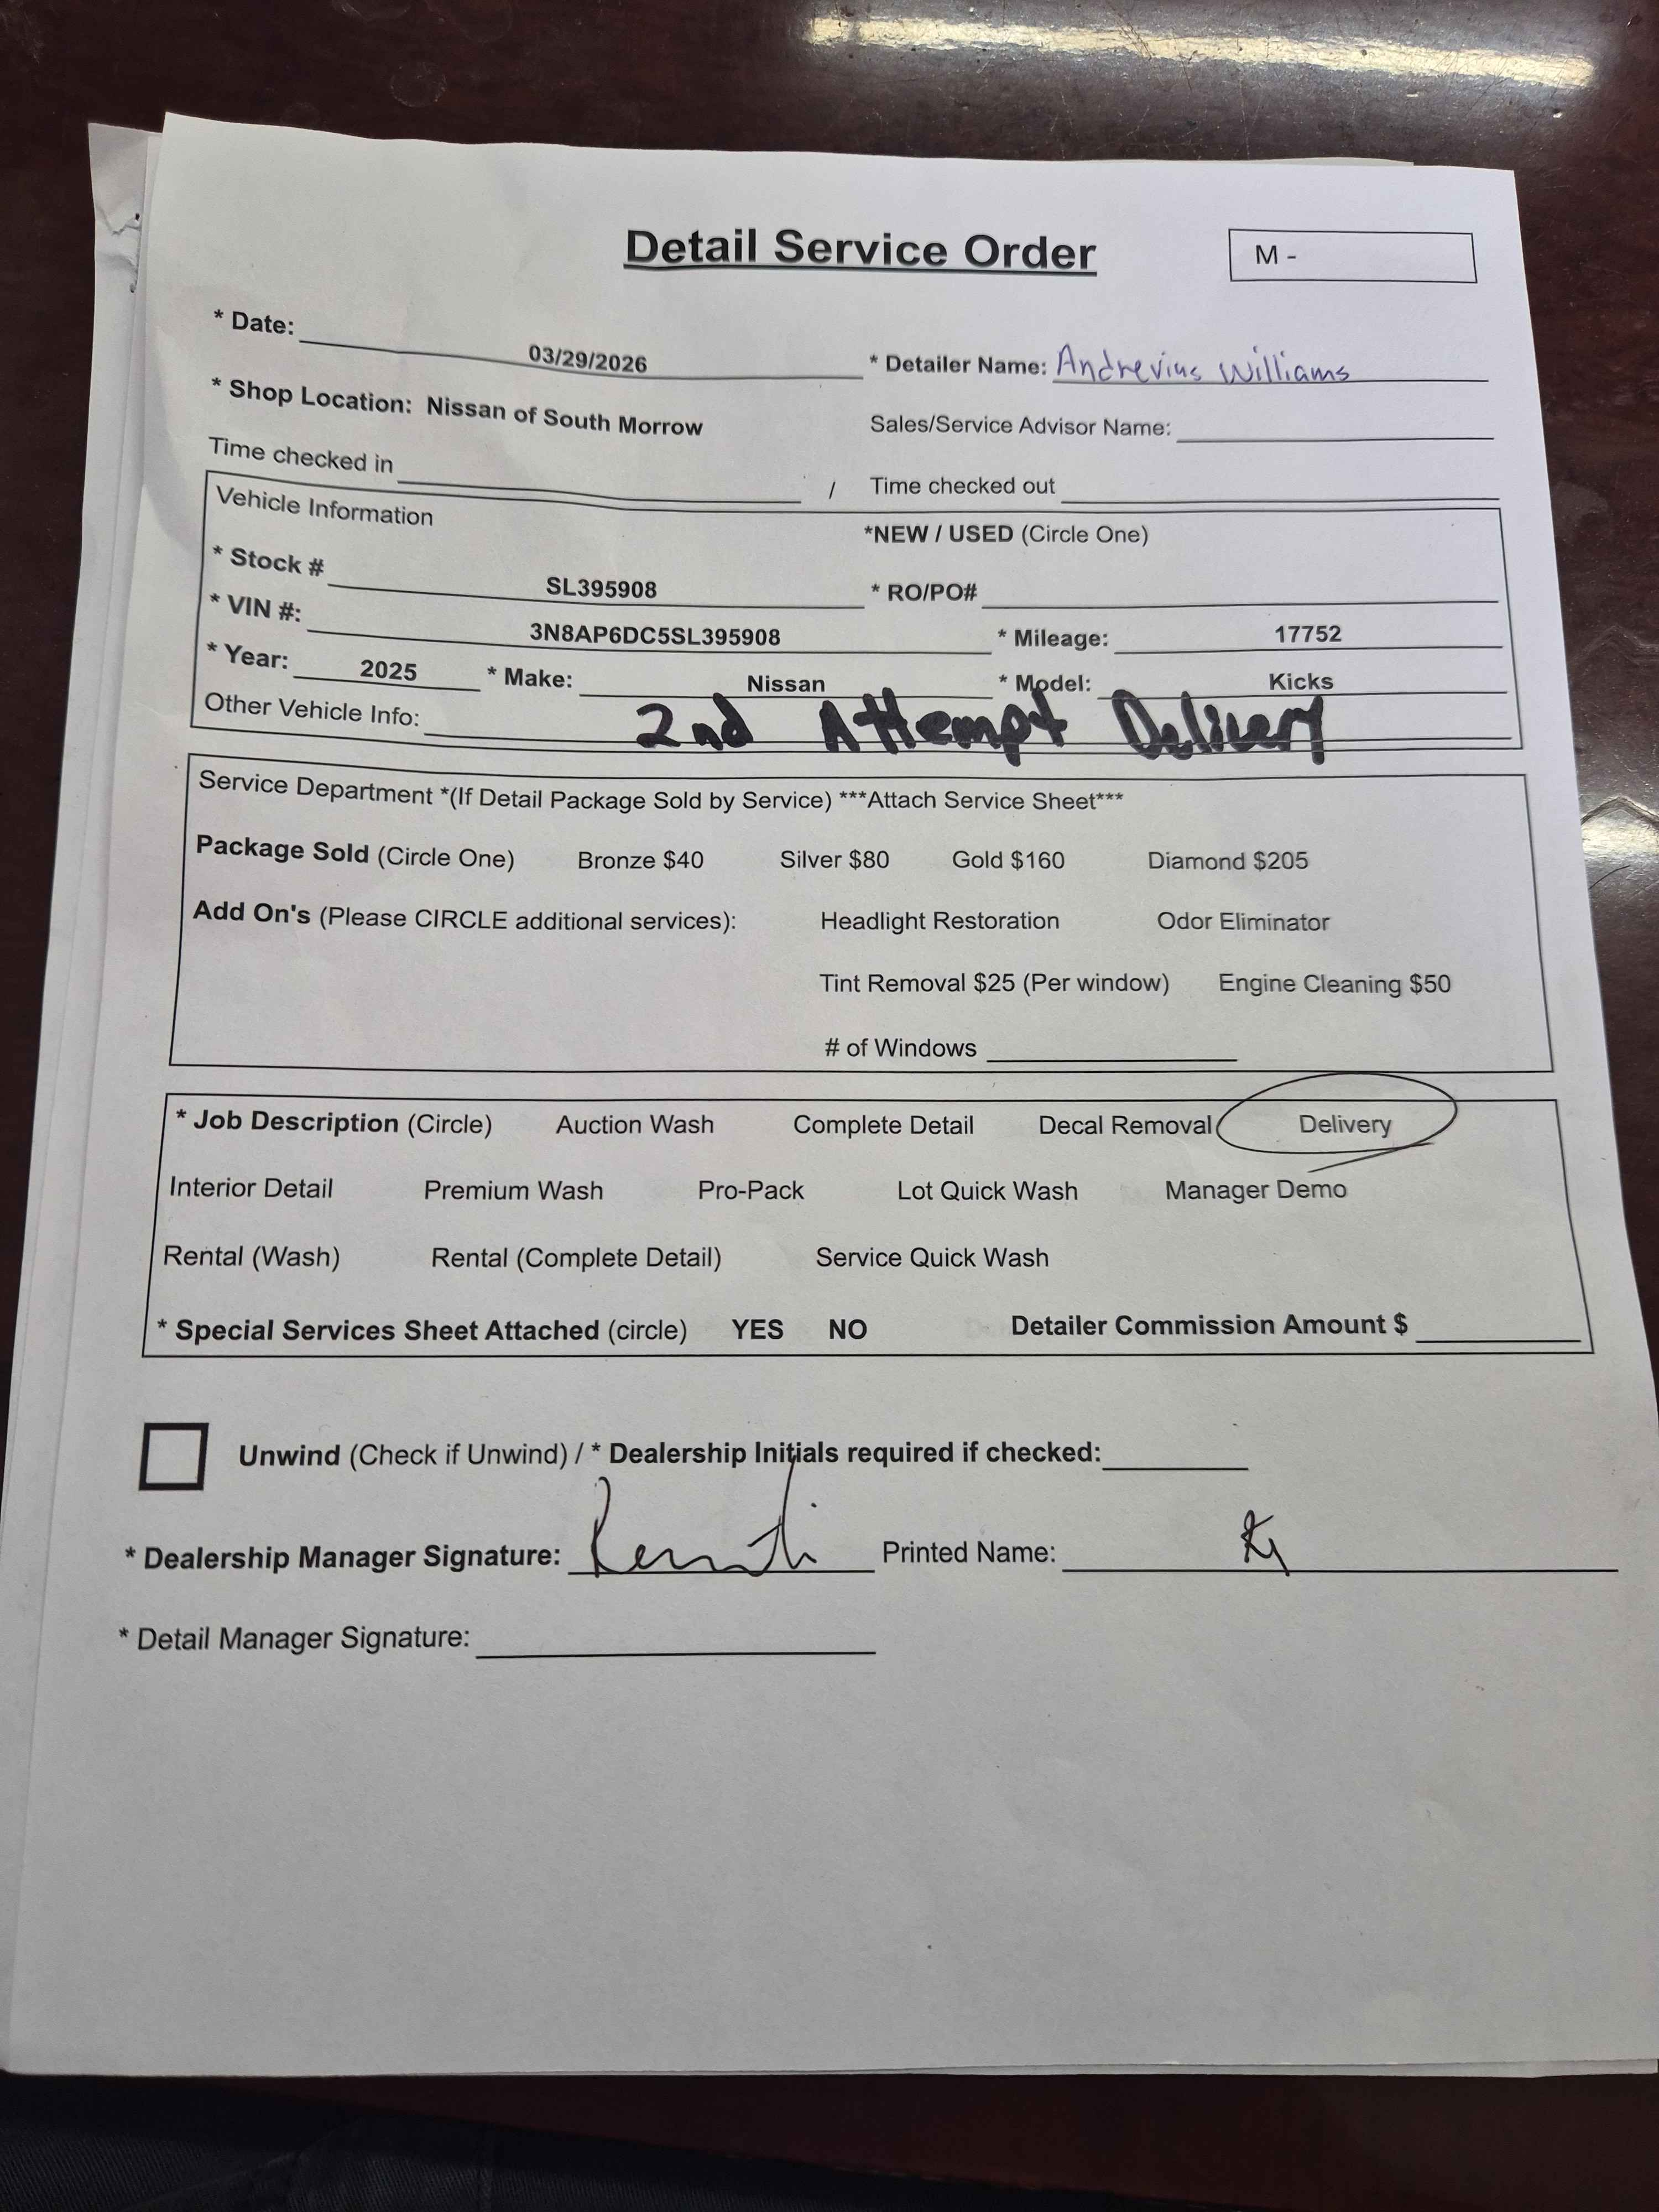 Detail Service Order
M -
* Date: 03/29/2026
* Detailer Name: Andrevius Williams
* Shop Location: Nissan of South Morrow
Sales/Service Advisor Name:
Time checked in / Time checked out
Vehicle Information
*NEW / USED (Circle One)
* Stock # SL395908
* RO/PO#
* VIN #: 3N8AP6DC5SL395908
* Mileage: 17752
* Year: 2025 * Make: Nissan * Model: Kicks
Other Vehicle Info: 2nd Attempt Delivery
Service Department *(If Detail Package Sold by Service) ***Attach Service Sheet***
Package Sold (Circle One) Bronze $40 Silver $80 Gold $160 Diamond $205
Add On's (Please CIRCLE additional services): Headlight Restoration Odor Eliminator
Tint Removal $25 (Per window) Engine Cleaning $50
# of Windows
* Job Description (Circle) Auction Wash Complete Detail Decal Removal Delivery
Interior Detail Premium Wash Pro-Pack Lot Quick Wash Manager Demo
Rental (Wash) Rental (Complete Detail) Service Quick Wash
* Special Services Sheet Attached (circle) YES NO Detailer Commission Amount $
Unwind (Check if Unwind) / * Dealership Initials required if checked:
* Dealership Manager Signature: Printed Name:
* Detail Manager Signature: